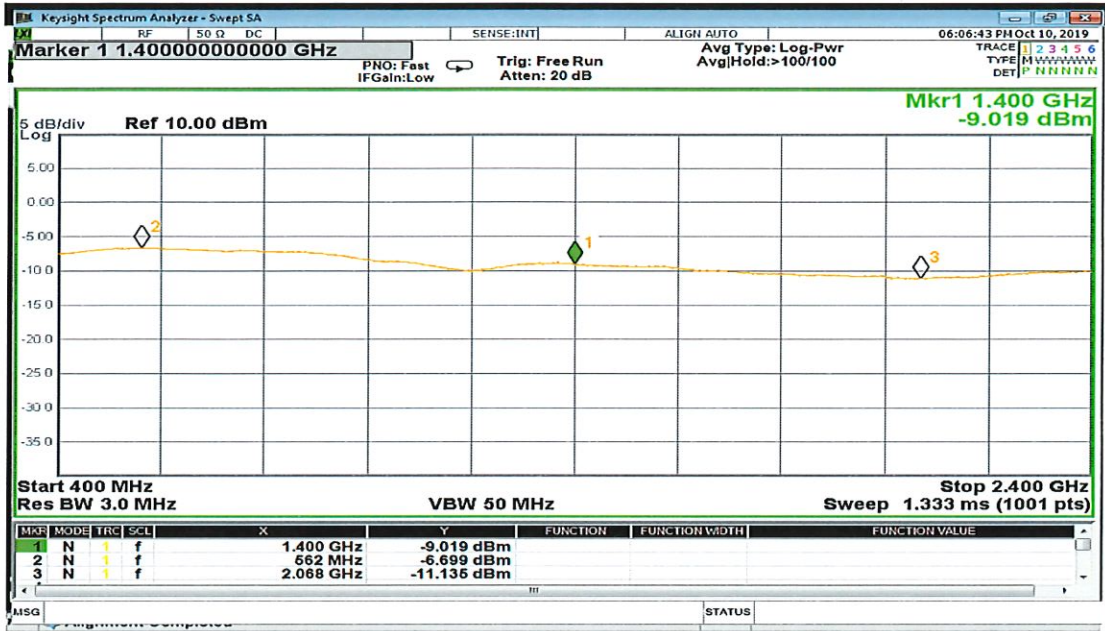 Keysight Spectrum Analyzer - Swept SA
LXI RF 50 Ω DC SENSE:INT ALIGN AUTO 06:06:43 PM Oct 10, 2019
Marker 1 1.400000000000 GHz
PNO: Fast
IFGain:Low
Trig: Free Run
Atten: 20 dB
Avg Type: Log-Pwr
Avg|Hold:>100/100
TRACE 1 2 3 4 5 6
TYPE M WWWWW
DET P N N N N N
Mkr1 1.400 GHz
-9.019 dBm
5 dB/div Ref 10.00 dBm
Log
5.00
0.00
-5.00
-10.0
-15.0
-20.0
-25.0
-30.0
-35.0
2
1
3
Start 400 MHz Stop 2.400 GHz
Res BW 3.0 MHz VBW 50 MHz Sweep 1.333 ms (1001 pts)
MKR MODE TRC SCL X Y FUNCTION FUNCTION WIDTH FUNCTION VALUE
1 N 1 f 1.400 GHz -9.019 dBm
2 N 1 f 562 MHz -6.699 dBm
3 N 1 f 2.068 GHz -11.135 dBm
MSG STATUS
Alignment Completed